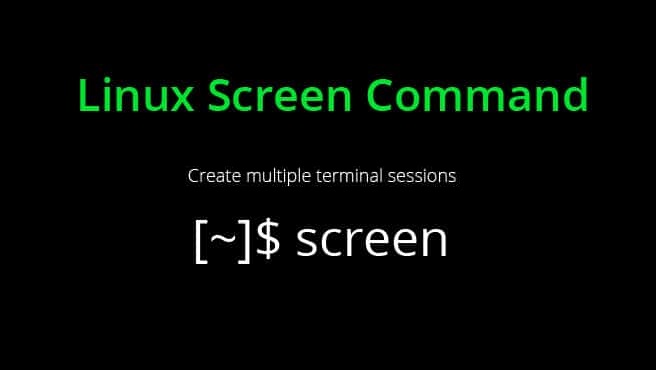 Linux Screen Command
Create multiple terminal sessions
[~]$ screen